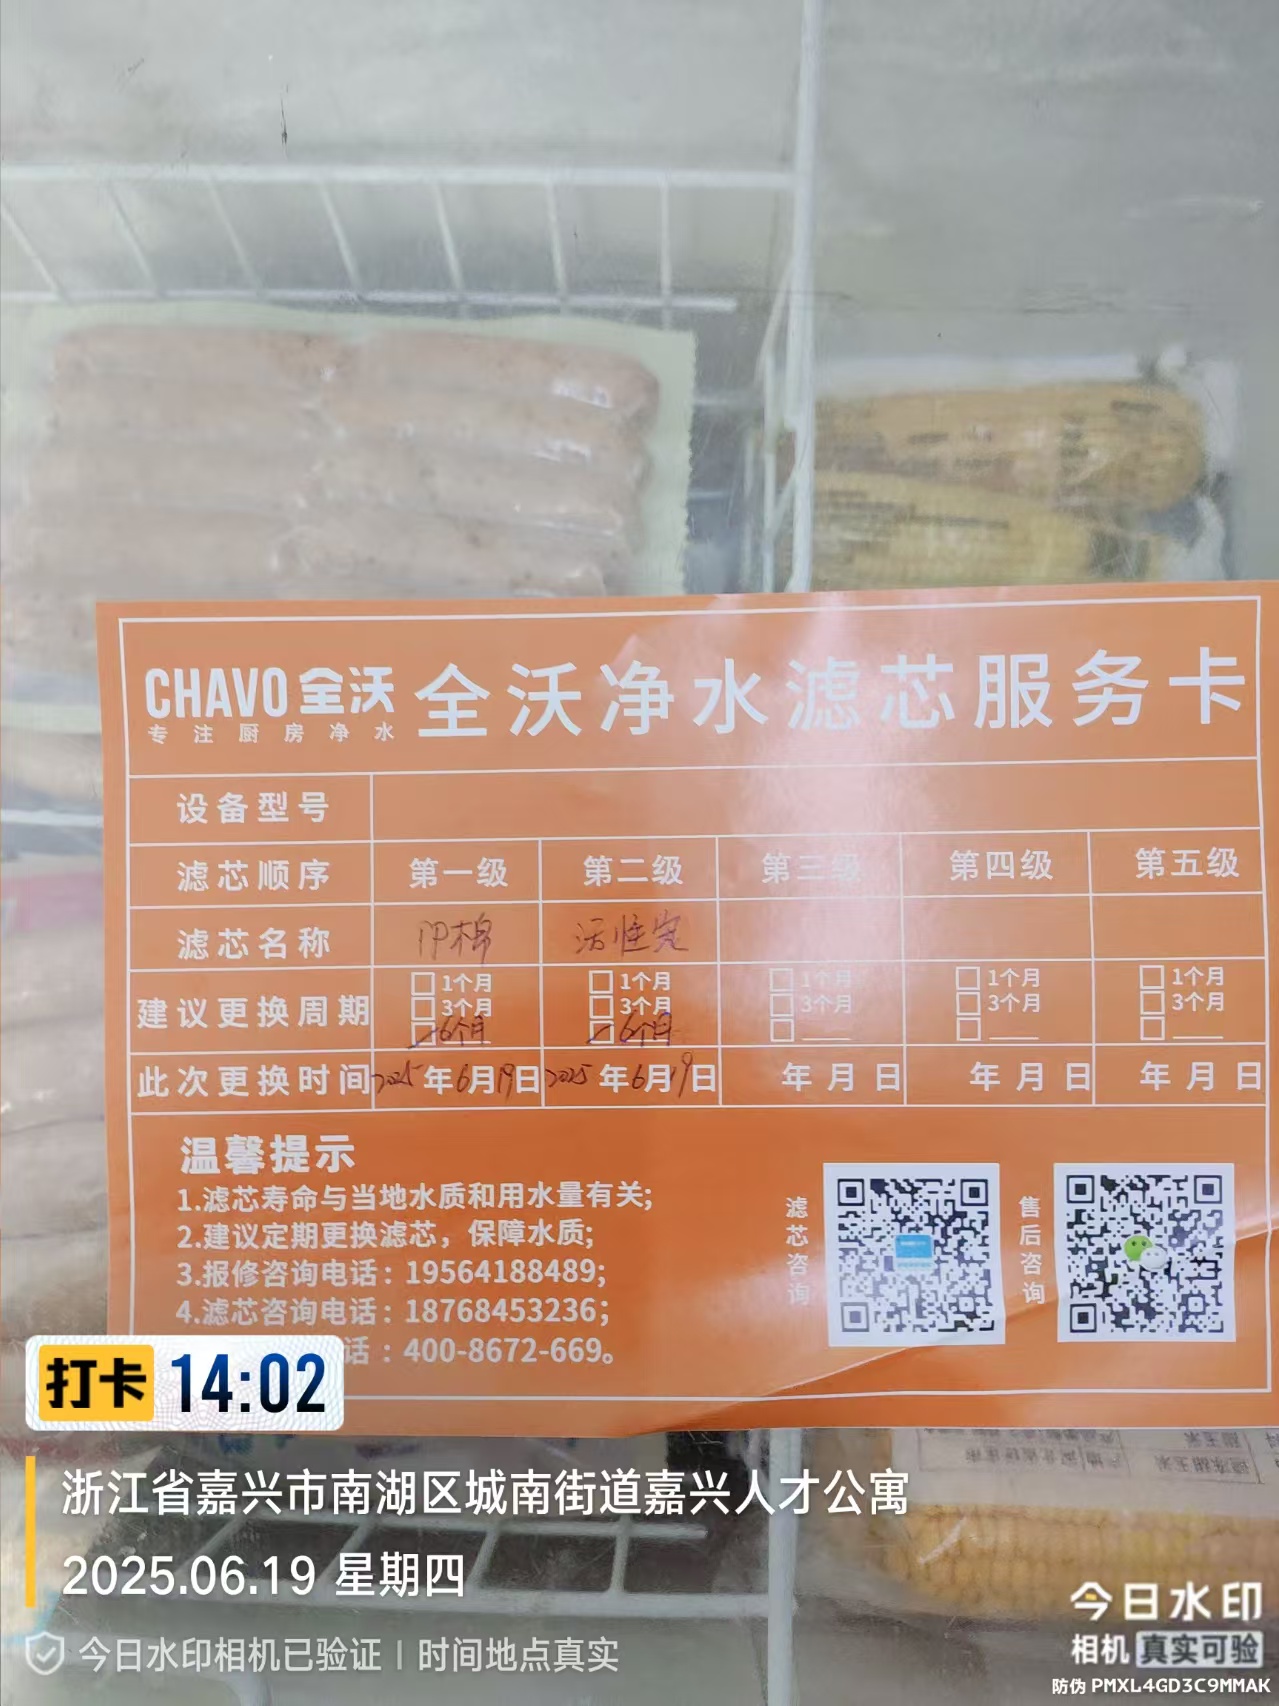 CHAVO 全沃 全沃净水滤芯服务卡
专注厨房净水
设备型号
滤芯顺序 第一级 第二级 第三级 第四级 第五级
滤芯名称 PP棉 活性炭
建议更换周期 1个月 1个月 1个月 1个月 1个月
3个月 3个月 3个月 3个月 3个月
6个月 6个月
此次更换时间 2025年6月19日 2025年6月19日 年月日 年月日 年月日
温馨提示
1.滤芯寿命与当地水质和用水量有关;
2.建议定期更换滤芯，保障水质;
3.报修咨询电话：19564188489;
4.滤芯咨询电话：18768453236;
话：400-8672-669。
滤芯咨询
售后咨询
打卡 14:02
浙江省嘉兴市南湖区城南街道嘉兴人才公寓
2025.06.19 星期四
今日水印相机已验证 | 时间地点真实
今日水印
相机 真实可验
防伪 PMXL4GD3C9MMAK